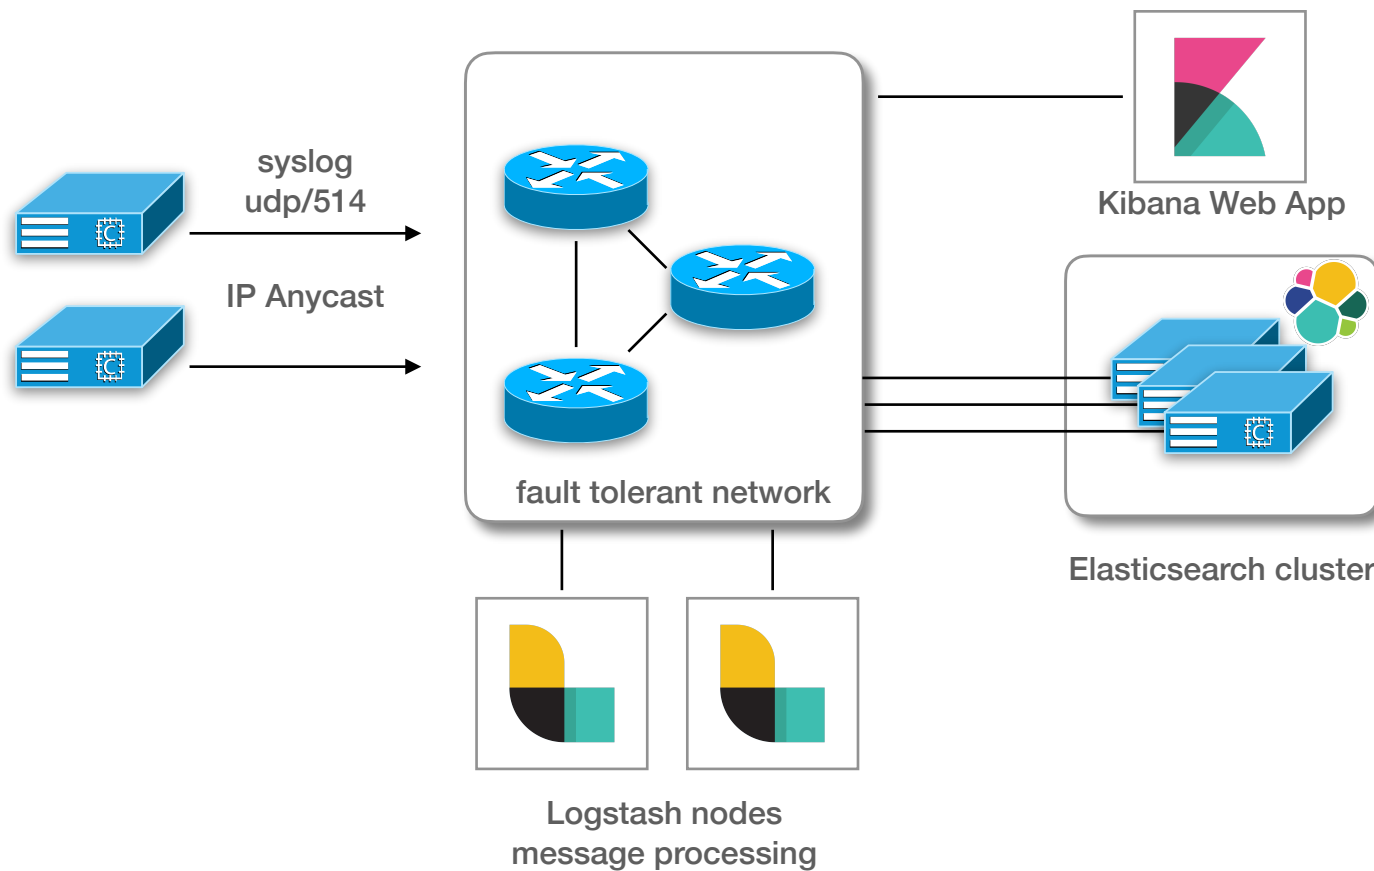 syslog
udp/514
IP Anycast
fault tolerant network
Kibana Web App
Elasticsearch cluster
Logstash nodes
message processing